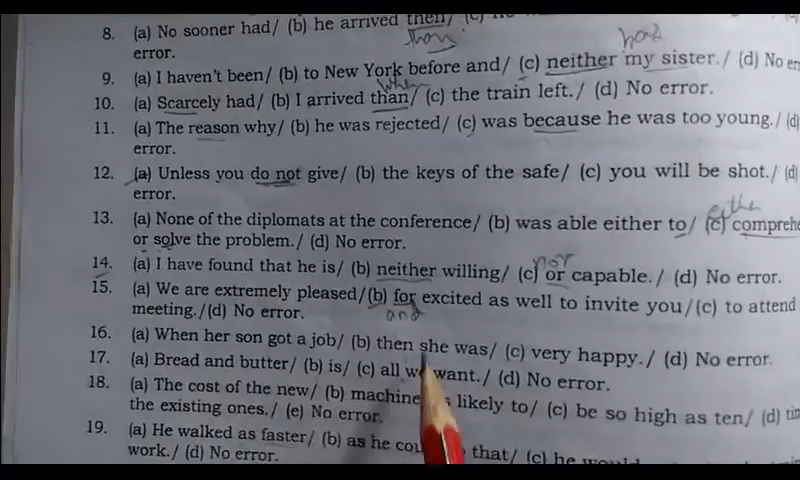 8. (a) No sooner had/ (b) he arrived then/ (c)
than
had
error.
9. (a) I haven't been/ (b) to New York before and/ (c) neither my sister./ (d) No
when
10. (a) Scarcely had/ (b) I arrived than/ (c) the train left./ (d) No error.
11. (a) The reason why/ (b) he was rejected/ (c) was because he was too young./ (d)
error.
12. (a) Unless you do not give/ (b) the keys of the safe/ (c) you will be shot./ (d)
error.
13. (a) None of the diplomats at the conference/ (b) was able either to/ (c)
or solve the problem./ (d) No error.
nor
14. (a) I have found that he is/ (b) neither willing/ (c) or capable./ (d) No error.
15. (a) We are extremely pleased/(b) for excited as well to invite you/(c) to attend
and
meeting./(d) No error.
16. (a) When her son got a job/ (b) then she was/ (c) very happy./ (d) No error.
17. (a) Bread and butter/ (b) is/ (c) all we want./ (d) No error.
18. (a) The cost of the new/ (b) machine likely to/ (c) be so high as ten/ (d)
the existing ones./ (e) No error.
19. (a) He walked as faster/ (b) as he that/ (c) he
work./ (d) No error.